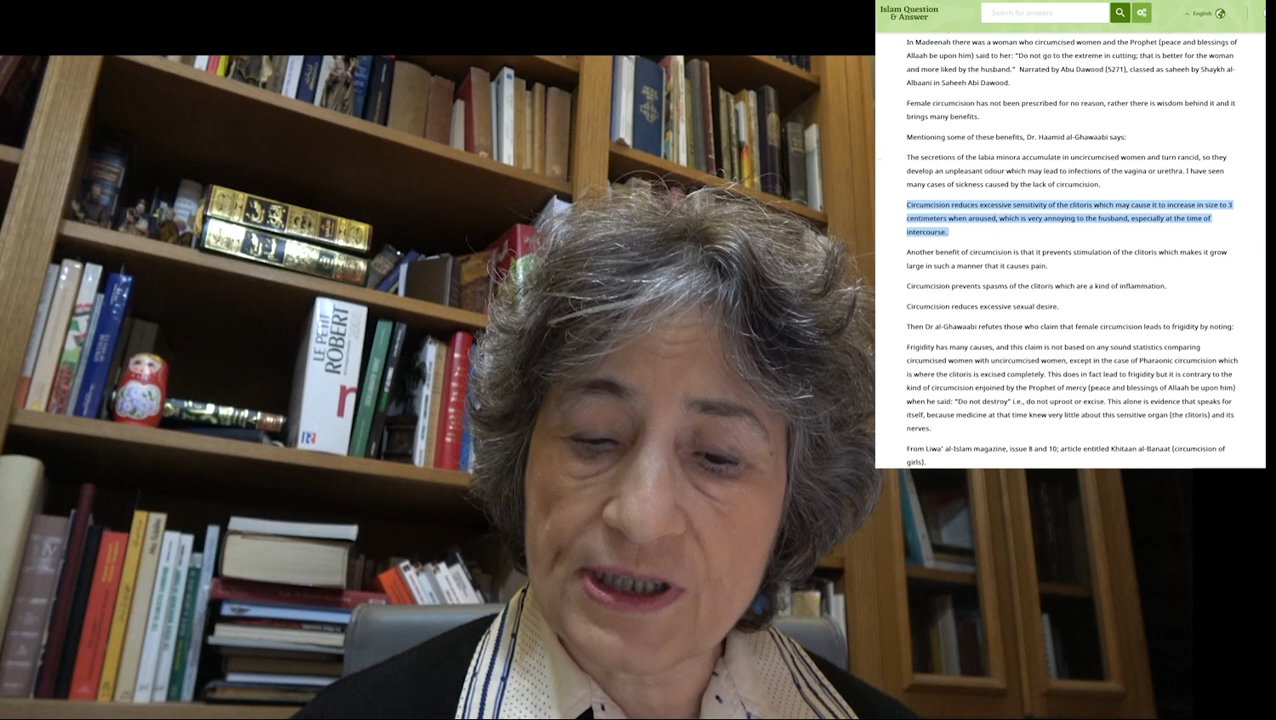 Islam Question
& Answer
Search for answers
English
In Madeenah there was a woman who circumcised women and the Prophet (peace and blessings of
Allaah be upon him) said to her: “Do not go to the extreme in cutting; that is better for the woman
and more liked by the husband.”  Narrated by Abu Dawood (5271), classed as saheeh by Shaykh al-
Albaani in Saheeh Abi Dawood.
Female circumcision has not been prescribed for no reason, rather there is wisdom behind it and it
brings many benefits.
Mentioning some of these benefits, Dr. Haamid al-Ghawaabi says:
The secretions of the labia minora accumulate in uncircumcised women and turn rancid, so they
develop an unpleasant odour which may lead to infections of the vagina or urethra. I have seen
many cases of sickness caused by the lack of circumcision.
Circumcision reduces excessive sensitivity of the clitoris which may cause it to increase in size to 3
centimeters when aroused, which is very annoying to the husband, especially at the time of
intercourse.
Another benefit of circumcision is that it prevents stimulation of the clitoris which makes it grow
large in such a manner that it causes pain.
Circumcision prevents spasms of the clitoris which are a kind of inflammation.
Circumcision reduces excessive sexual desire.
Then Dr al-Ghawaabi refutes those who claim that female circumcision leads to frigidity by noting:
Frigidity has many causes, and this claim is not based on any sound statistics comparing
circumcised women with uncircumcised women, except in the case of Pharaonic circumcision which
is where the clitoris is excised completely. This does in fact lead to frigidity but it is contrary to the
kind of circumcision enjoined by the Prophet of mercy (peace and blessings of Allaah be upon him)
when he said: “Do not destroy” i.e., do not uproot or excise. This alone is evidence that speaks for
itself, because medicine at that time knew very little about this sensitive organ (the clitoris) and its
nerves.
From Liwa' al-Islam magazine, issue 8 and 10; article entitled Khitaan al-Banaat (circumcision of
girls).
LE PETIT
ROBERT